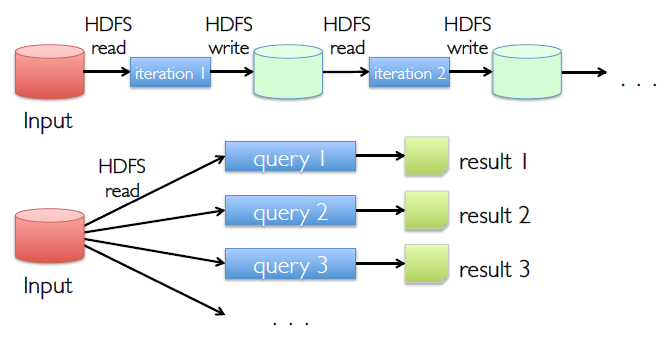 HDFS
read
HDFS
write
HDFS
read
HDFS
write
iteration 1
iteration 2
. . .
Input
HDFS
read
query 1
result 1
query 2
result 2
query 3
result 3
Input
. . .